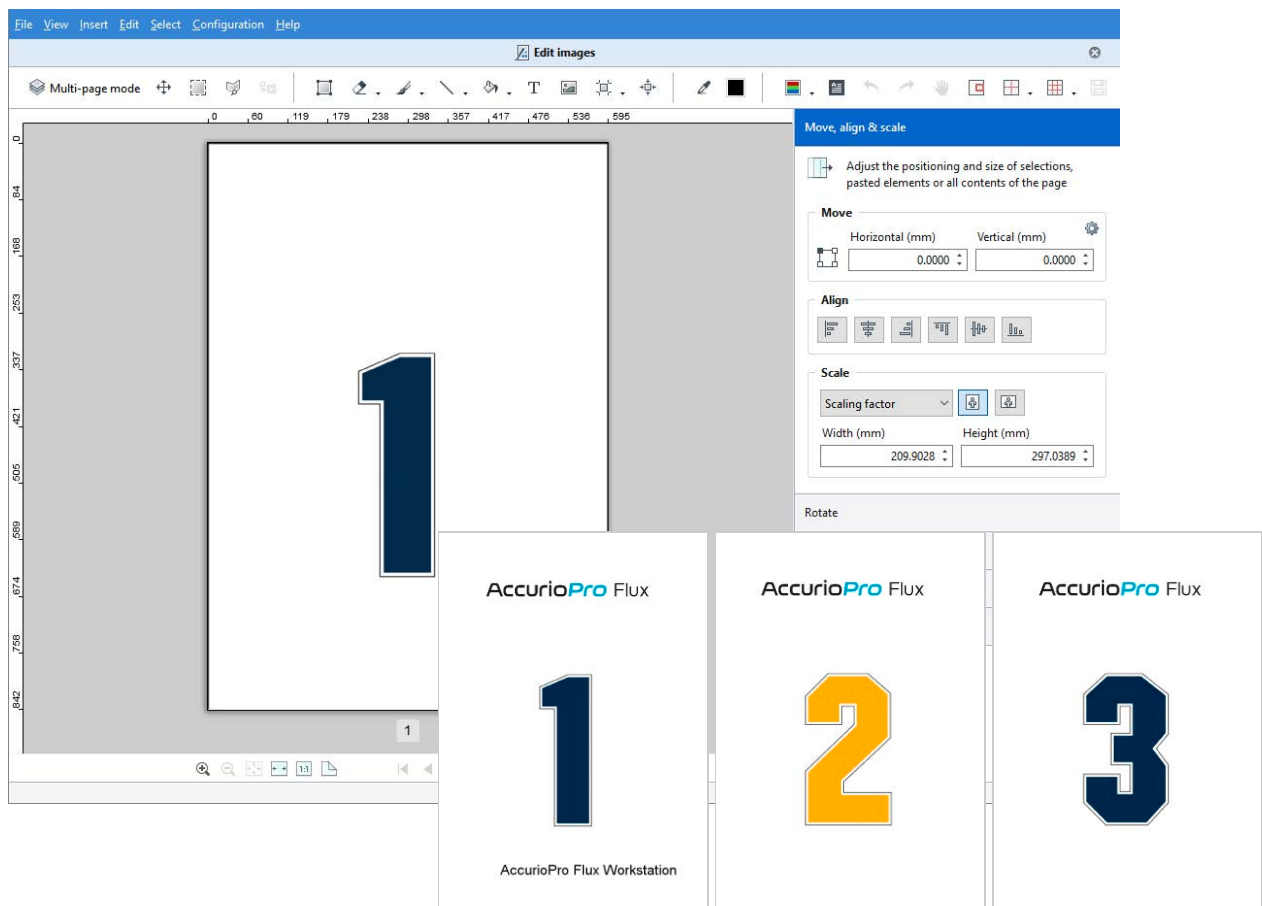 File View Insert Edit Select Configuration Help
Edit images
Multi-page mode T
0 60 119 179 238 298 357 417 476 536 595
Move, align & scale
0
84
168
253
337
421
505
589
674
758
842
Adjust the positioning and size of selections,
pasted elements or all contents of the page
Move
Horizontal (mm) Vertical (mm)
0.0000 0.0000
Align
Scale
Scaling factor
Width (mm) Height (mm)
209.9028 297.0389
Rotate
1
1
1:1
AccurioPro Flux AccurioPro Flux AccurioPro Flux
1 2 3
AccurioPro Flux Workstation